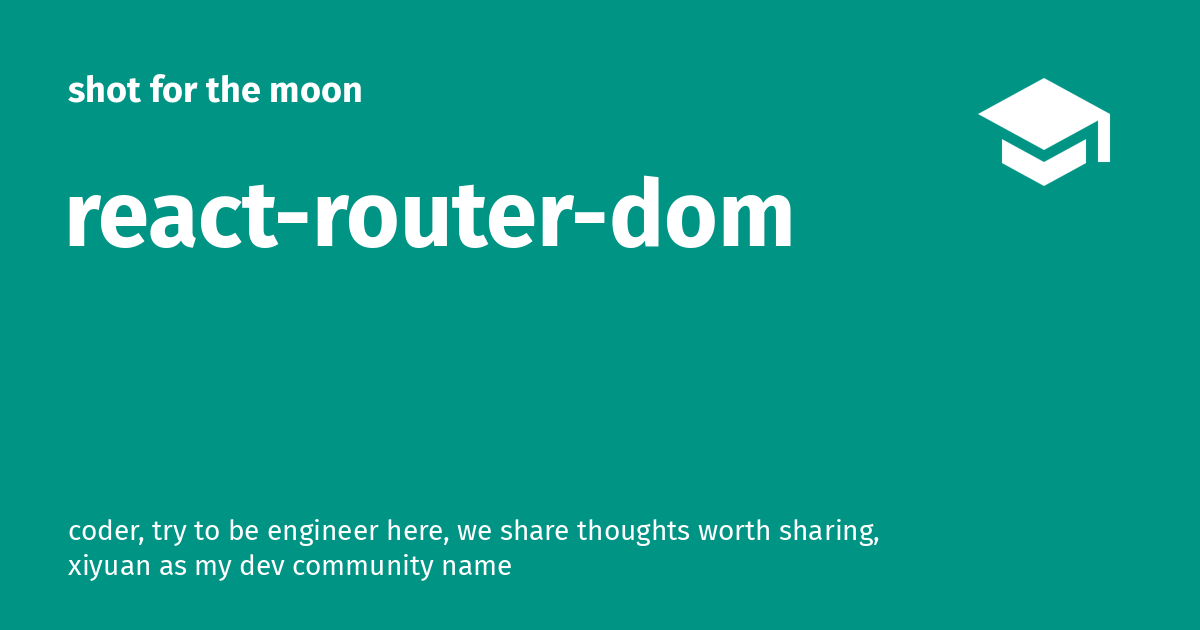 shot for the moon
react-router-dom
coder, try to be engineer here, we share thoughts worth sharing,
xiyuan as my dev community name